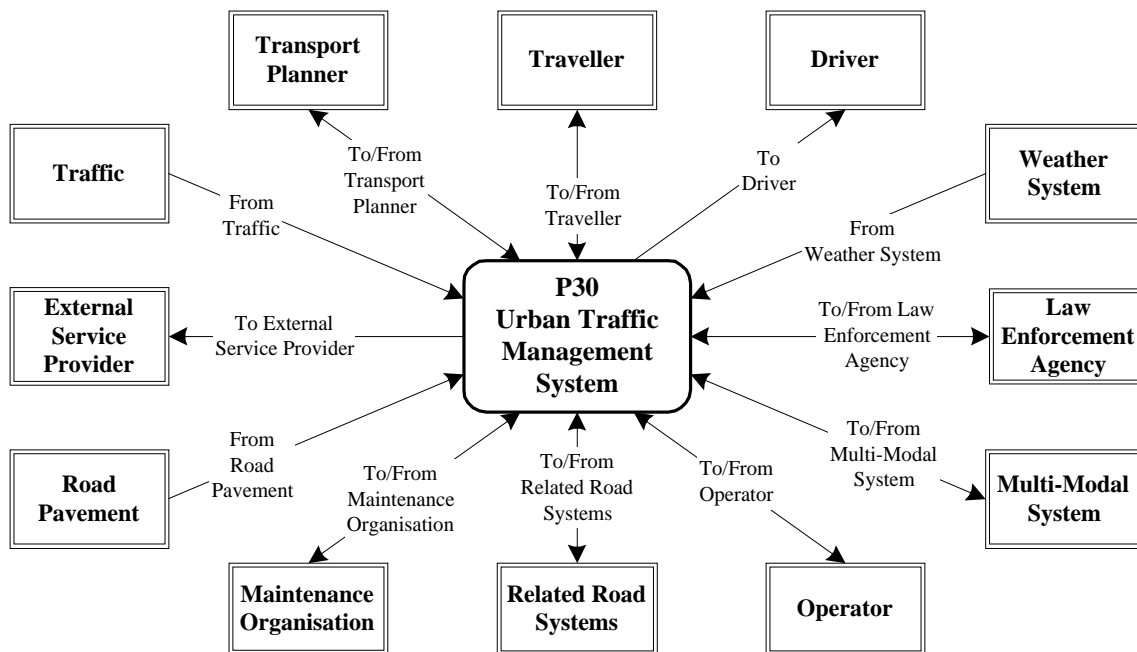 Transport
Planner
Traveller
Driver
Traffic
To/From
Transport
Planner
To/From
Traveller
To
Driver
Weather
System
From
Traffic
From
Weather System
External
Service
Provider
To External
Service Provider
P30
Urban Traffic
Management
System
To/From Law
Enforcement
Agency
Law
Enforcement
Agency
Road
Pavement
From
Road
Pavement
To/From
Maintenance
Organisation
To/From
Related Road
Systems
To/From
Operator
To/From
Multi-Modal
System
Multi-Modal
System
Maintenance
Organisation
Related Road
Systems
Operator